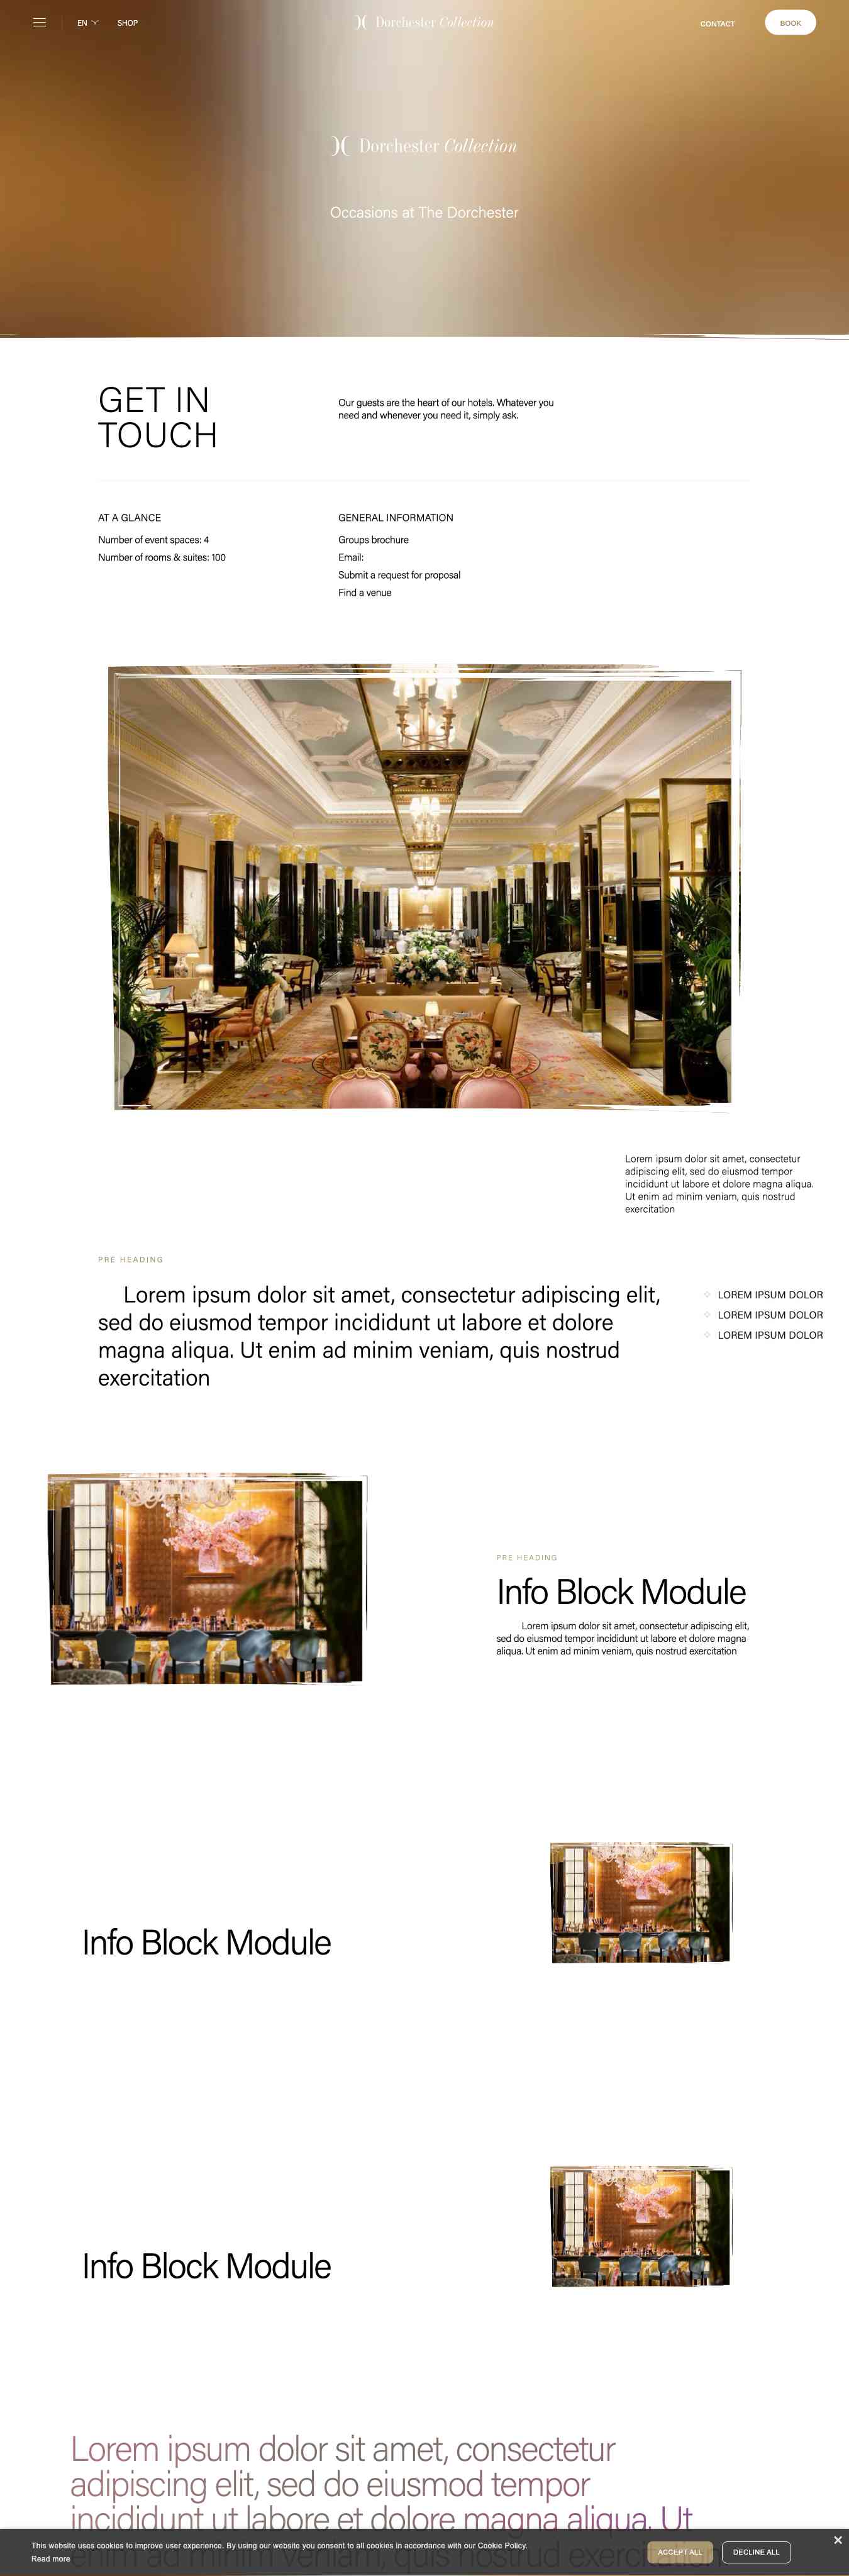 EN
SHOP
Dorchester Collection
CONTACT
BOOK
Dorchester Collection
Occasions at The Dorchester
GET IN
TOUCH
Our guests are the heart of our hotels. Whatever you
need and whenever you need it, simply ask.
AT A GLANCE
Number of event spaces: 4
Number of rooms & suites: 100
GENERAL INFORMATION
Groups brochure
Email:
Submit a request for proposal
Find a venue
Lorem ipsum dolor sit amet, consectetur
adipiscing elit, sed do eiusmod tempor
incididunt ut labore et dolore magna aliqua.
Ut enim ad minim veniam, quis nostrud
exercitation
PRE HEADING
Lorem ipsum dolor sit amet, consectetur adipiscing elit,
sed do eiusmod tempor incididunt ut labore et dolore
magna aliqua. Ut enim ad minim veniam, quis nostrud
exercitation
LOREM IPSUM DOLOR
LOREM IPSUM DOLOR
LOREM IPSUM DOLOR
PRE HEADING
Info Block Module
Lorem ipsum dolor sit amet, consectetur adipiscing elit,
sed do eiusmod tempor incididunt ut labore et dolore magna
aliqua. Ut enim ad minim veniam, quis nostrud exercitation
Info Block Module
Info Block Module
Lorem ipsum dolor sit amet, consectetur
adipiscing elit, sed do eiusmod tempor
incididunt ut labore et dolore magna aliqua. Ut
This website uses cookies to improve user experience. By using our website you consent to all cookies in accordance with our Cookie Policy.
Read more
ACCEPT ALL
DECLINE ALL